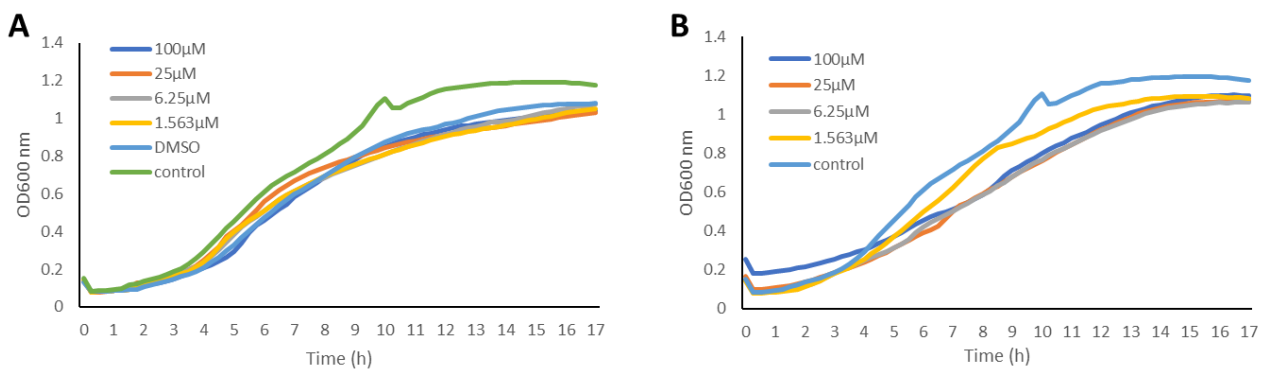 A
1.4
1.2
1
0.8
0.6
0.4
0.2
0
OD600 nm
100µM
25µM
6.25µM
1.563µM
DMSO
control
0 1 2 3 4 5 6 7 8 9 10 11 12 13 14 15 16 17
Time (h)
B
1.4
1.2
1
0.8
0.6
0.4
0.2
0
OD600 nm
100µM
25µM
6.25µM
1.563µM
control
0 1 2 3 4 5 6 7 8 9 10 11 12 13 14 15 16 17
Time (h)